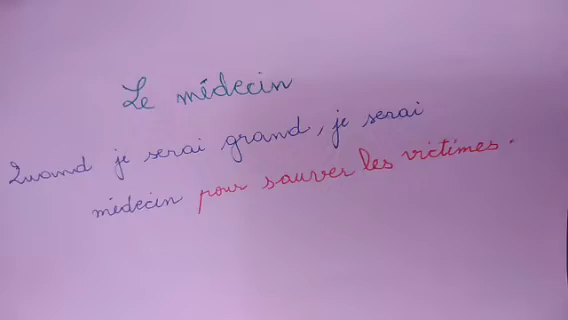 Le médecin
Quand je serai grand, je serai
médecin pour sauver les victimes.